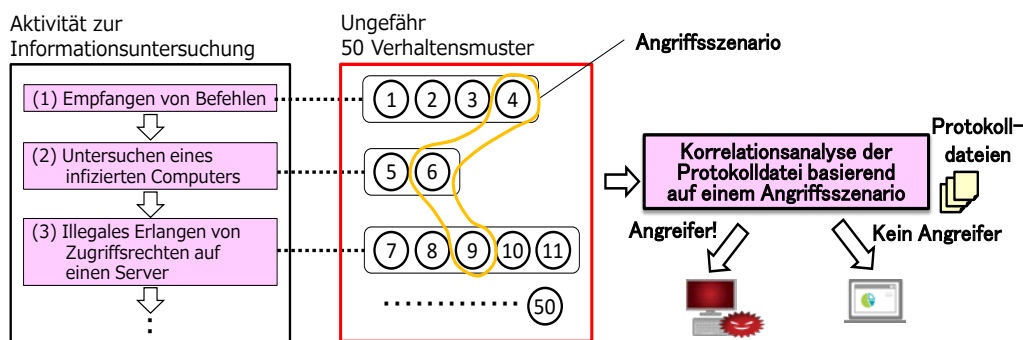 Aktivität zur
Informationsuntersuchung
(1) Empfangen von Befehlen
(2) Untersuchen eines
infizierten Computers
(3) Illegales Erlangen von
Zugriffsrechten auf
einen Server
Ungefähr
50 Verhaltensmuster
1 2 3 4
5 6
7 8 9 10 11
50
Angriffsszenario
Korrelationsanalyse der
Protokolldatei basierend
auf einem Angriffsszenario
Protokoll-
dateien
Angreifer!
Kein Angreifer